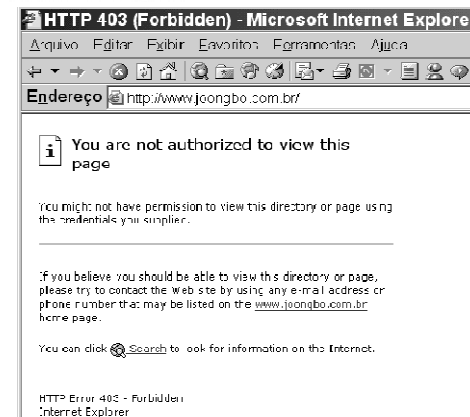 HTTP 403 (Forbidden) - Microsoft Internet Explore
Arquivo Editar Exibir Favoritos Ferramentas Ajuda
Endereço http://www.joongbo.com.br/
You are not authorized to view this
page
You might not have permission to view this directory or page using
the credentials you supplied.
If you believe you should be able to view this directory or page,
please try to contact the Web site by using any e-mail address or
phone number that may be listed on the www.joongbo.com.br
home page.
You can click Search to look for information on the Internet.
HTTP Error 403 - Forbidden
Internet Explorer